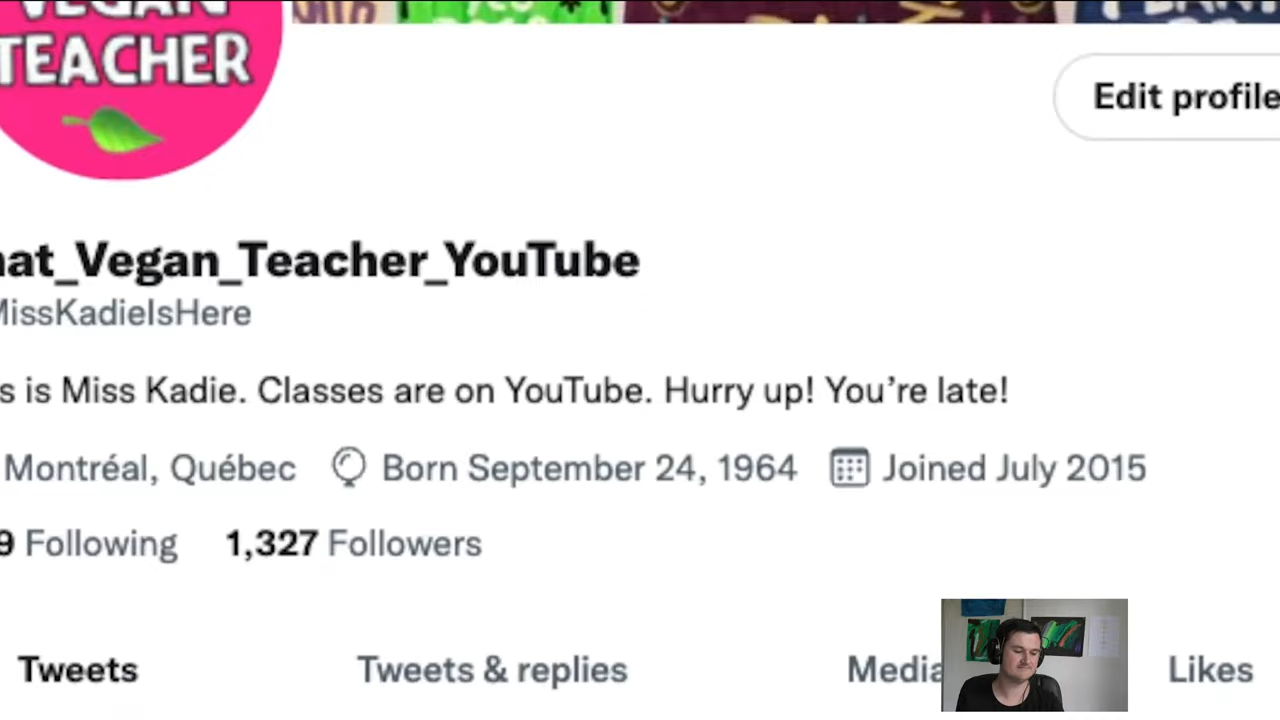 VEGAN
TEACHER
Edit profile
hat_Vegan_Teacher_YouTube
MissKadieIsHere
s is Miss Kadie. Classes are on YouTube. Hurry up! You’re late!
Montréal, Québec Born September 24, 1964 Joined July 2015
9 Following 1,327 Followers
Tweets Tweets & replies Media Likes